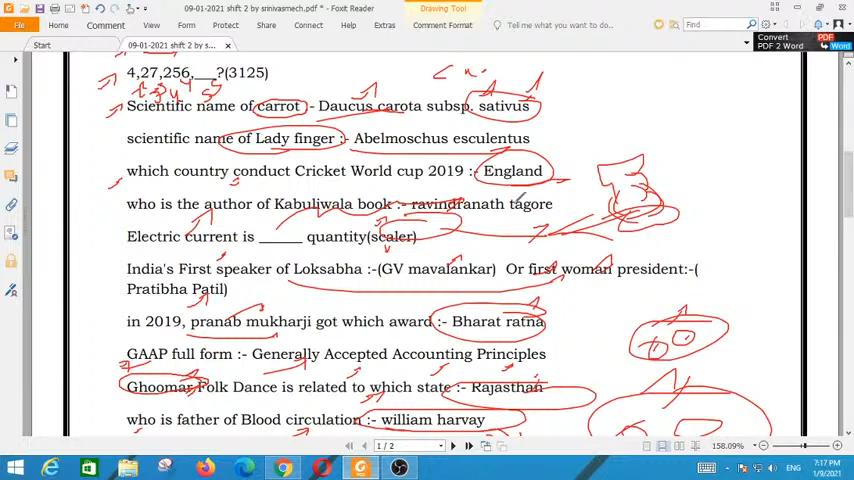 09-01-2021 shift 2 by srinivasmech.pdf * - Foxit Reader
Drawing Tool
File Home Comment View Form Protect Share Help Extras Comment Format
Tell me what you want to do...
Find
Start
09-01-2021 shift 2 by s...
Convert PDF
PDF 2 Word → Word
4,27,256,___?(3125)
Scientific name of carrot :- Daucus carota subsp. sativus
scientific name of Lady finger :- Abelmoschus esculentus
which country conduct Cricket World cup 2019 :- England
who is the author of Kabuliwala book :- ravindranath tagore
Electric current is ______ quantity(scaler)
India's First speaker of Loksabha :-(GV mavalankar) Or first woman president:-(
Pratibha Patil)
in 2019, pranab mukharji got which award :- Bharat ratna
GAAP full form :- Generally Accepted Accounting Principles
Ghoomar Folk Dance is related to which state :- Rajasthan
who is father of Blood circulation :- william harvay
1 / 2
158.09%
ENG
7:17 PM
1/9/2021